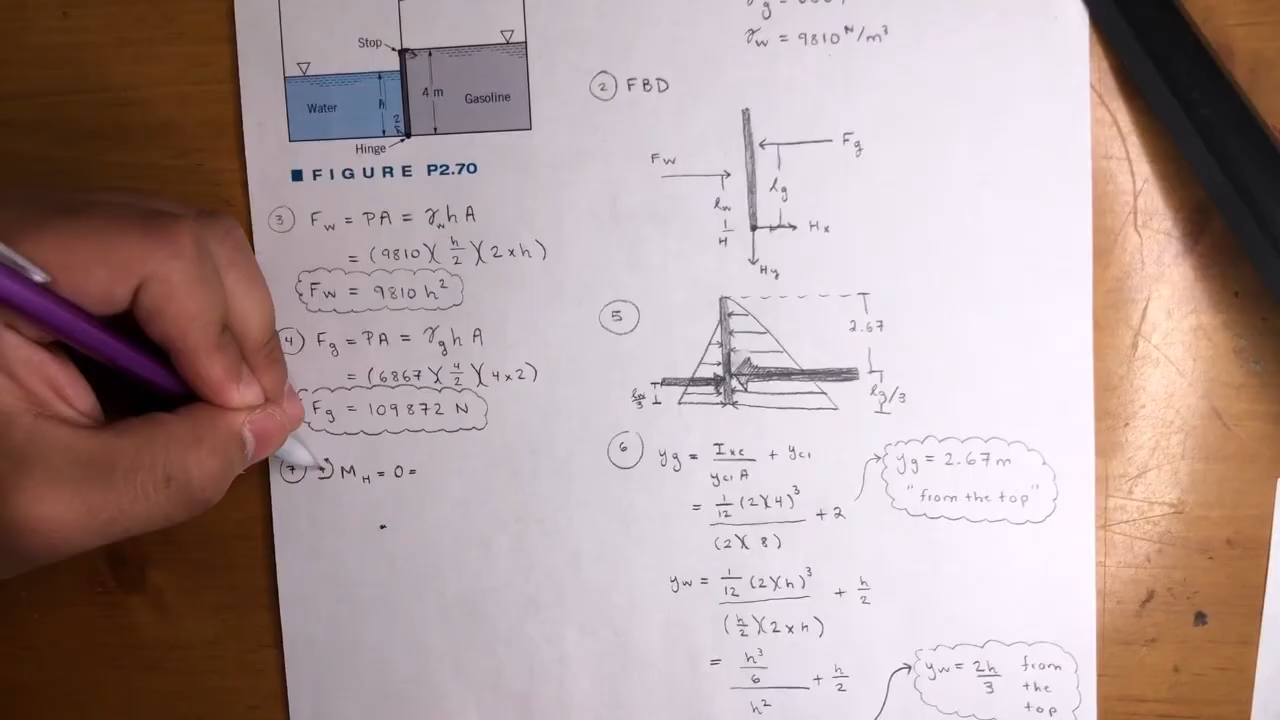 Stop
Water
h
4 m
Gasoline
Hinge
FIGURE P2.70
③ Fw = PA = γw h A
= (9810)(h/2)(2×h)
Fw = 9810 h²
④ Fg = PA = γg h A
= (6867)(4/2)(4×2)
Fg = 109872 N
⑦ MH = 0 =
γw = 9810 N/m³
② FBD
Fw
Fg
lw
lg
H
Hx
Hy
⑤
2.67
lw/3
lg/3
⑥ yg = Ixc/(yc1 A) + yc1
= (1/12 (2)(4)³)/((2)(8)) + 2
yg = 2.67m
"from the top"
yw = (1/12 (2)(h)³)/((h/2)(2×h)) + h/2
= (h³/6)/h² + h/2
yw = 2h/3 from
the
top